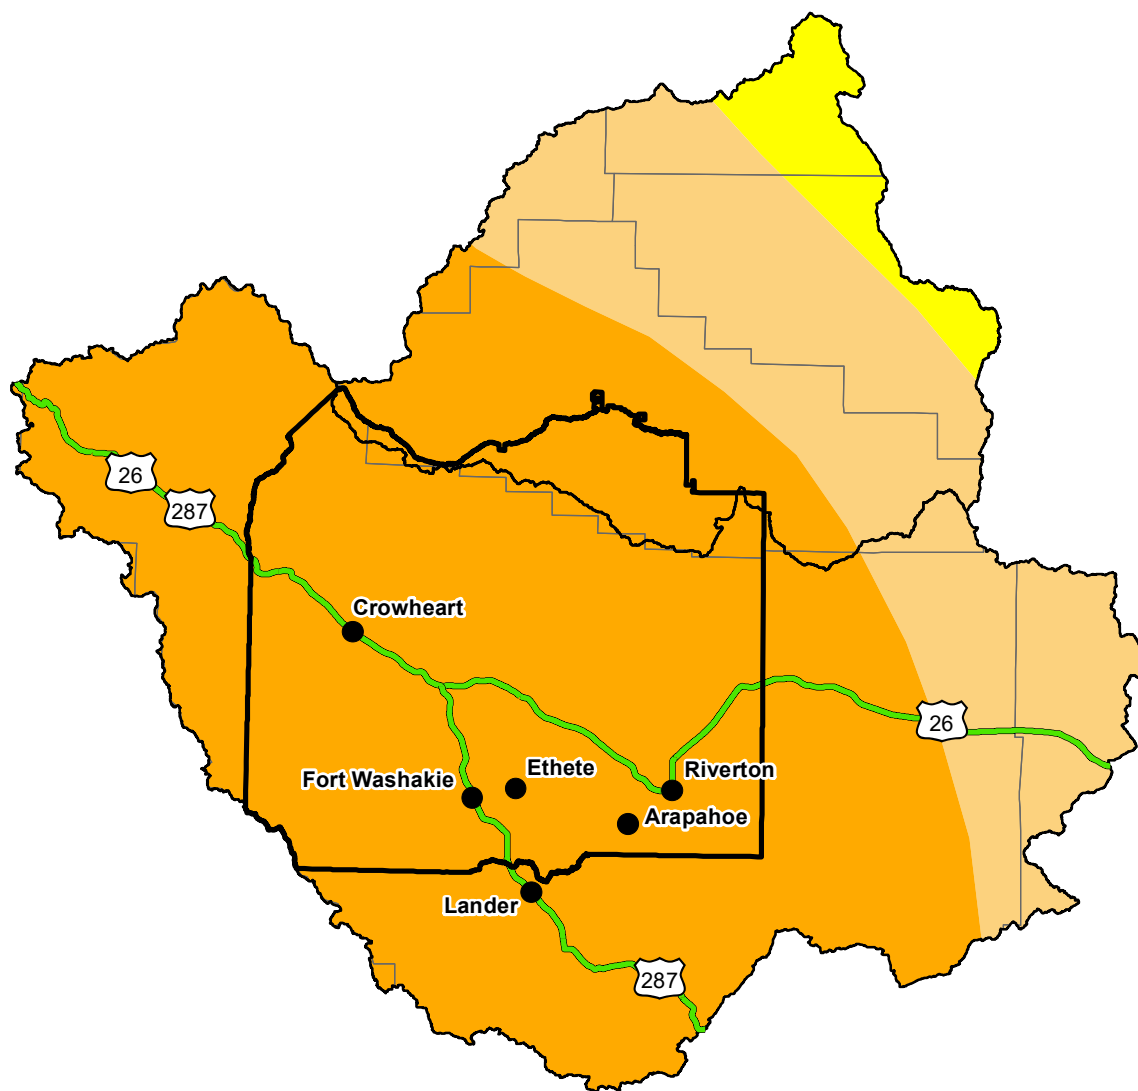 26
287
Crowheart
26
Fort Washakie
Ethete
Riverton
Arapahoe
Lander
287